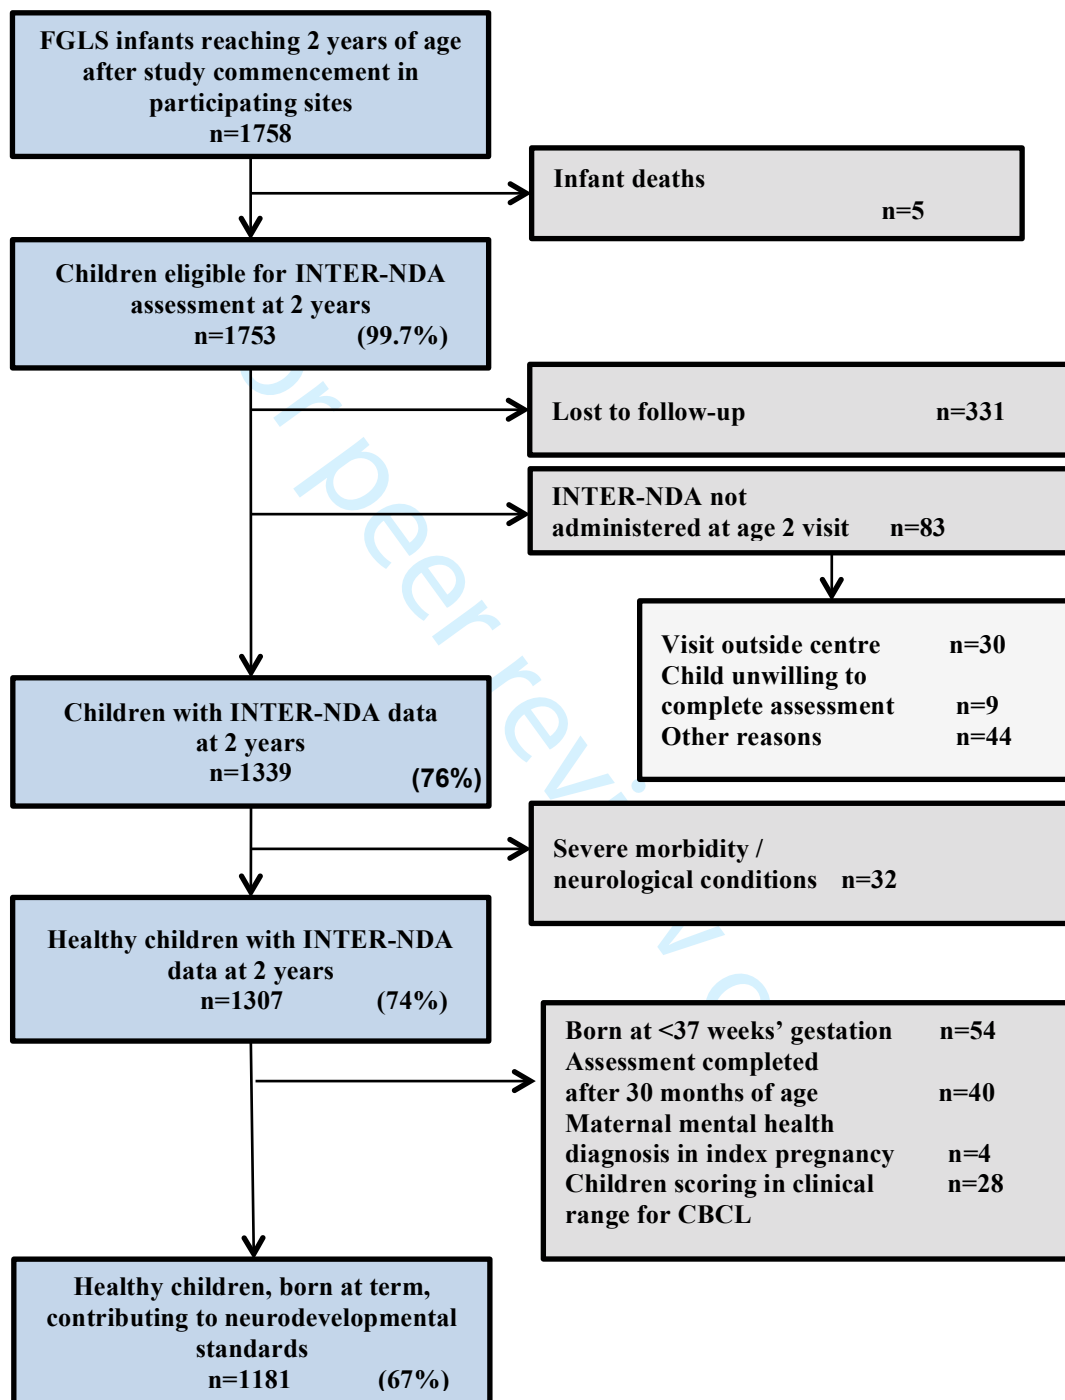 FGLS infants reaching 2 years of age
after study commencement in
participating sites
n=1758
Infant deaths
n=5
Children eligible for INTER-NDA
assessment at 2 years
n=1753 (99.7%)
Lost to follow-up n=331
INTER-NDA not
administered at age 2 visit n=83
Visit outside centre n=30
Child unwilling to
complete assessment n=9
Other reasons n=44
Children with INTER-NDA data
at 2 years
n=1339 (76%)
Severe morbidity /
neurological conditions n=32
Healthy children with INTER-NDA
data at 2 years
n=1307 (74%)
Born at <37 weeks’ gestation n=54
Assessment completed
after 30 months of age n=40
Maternal mental health
diagnosis in index pregnancy n=4
Children scoring in clinical n=28
range for CBCL
Healthy children, born at term,
contributing to neurodevelopmental
standards
n=1181 (67%)
or peer review o